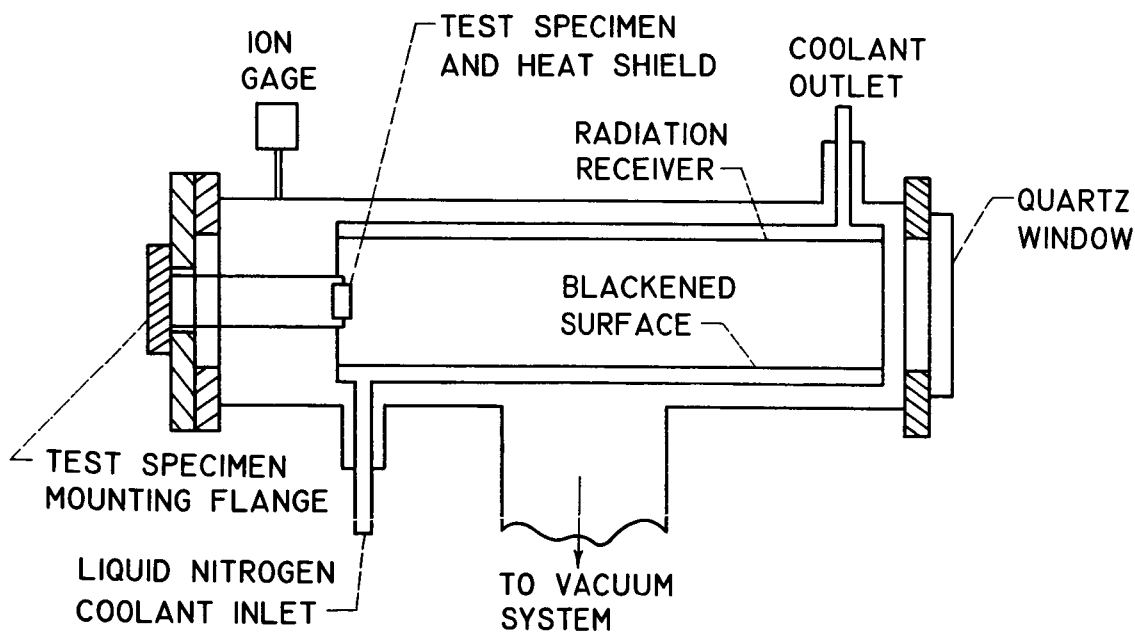 TEST SPECIMEN
AND HEAT SHIELD
ION
GAGE
COOLANT
OUTLET
RADIATION
RECEIVER
QUARTZ
WINDOW
BLACKENED
SURFACE
TEST SPECIMEN
MOUNTING FLANGE
LIQUID NITROGEN
COOLANT INLET
TO VACUUM
SYSTEM